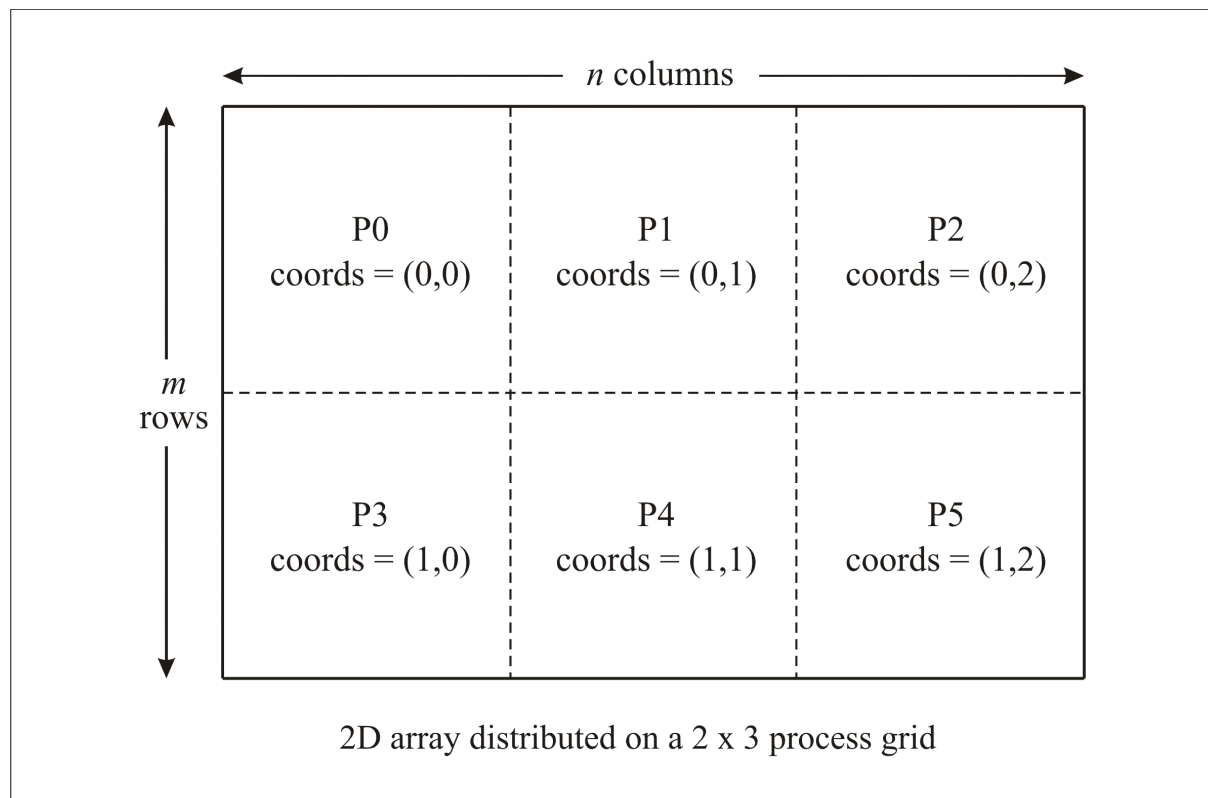 n columns
P0
coords = (0,0)
P1
coords = (0,1)
P2
coords = (0,2)
m
rows
P3
coords = (1,0)
P4
coords = (1,1)
P5
coords = (1,2)
2D array distributed on a 2 x 3 process grid